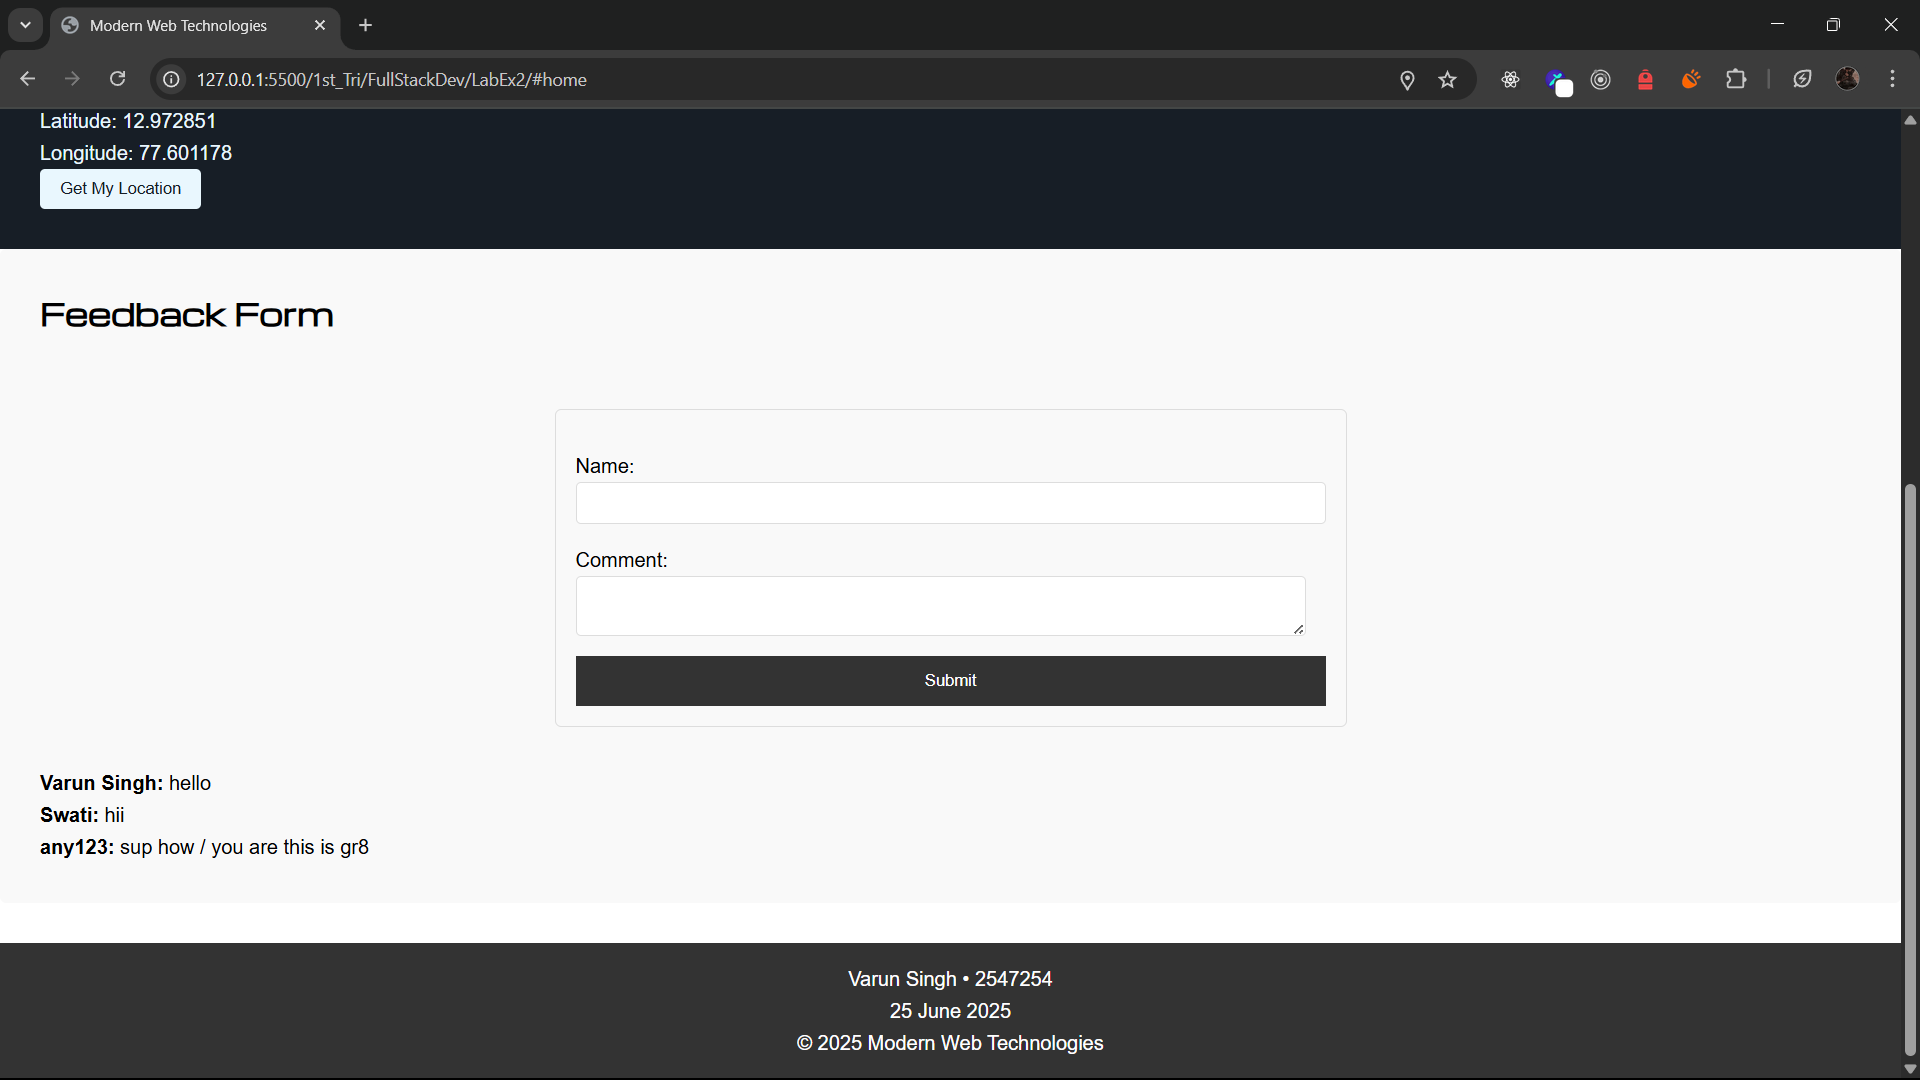 Modern Web Technologies
127.0.0.1:5500/1st_Tri/FullStackDev/LabEx2/#home
Latitude: 12.972851
Longitude: 77.601178
Get My Location
Feedback Form
Name:
Comment:
Submit
Varun Singh: hello
Swati: hii
any123: sup how / you are this is gr8
Varun Singh • 2547254
25 June 2025
© 2025 Modern Web Technologies